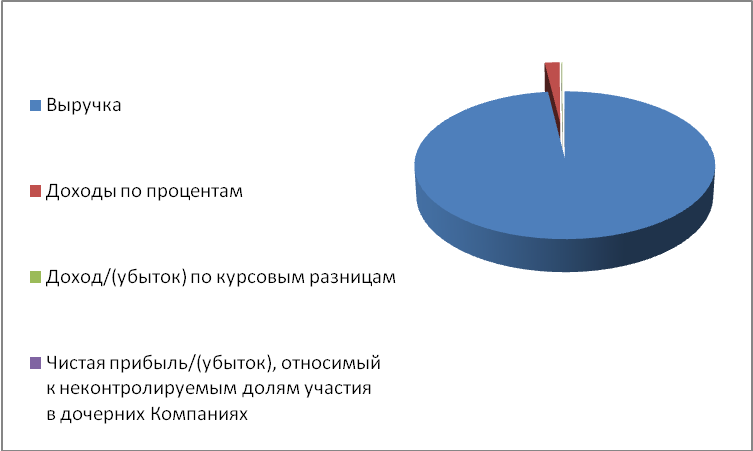 Выручка
Доходы по процентам
Доход/(убыток) по курсовым разницам
Чистая прибыль/(убыток), относимый
к неконтролируемым долям участия
в дочерних Компаниях